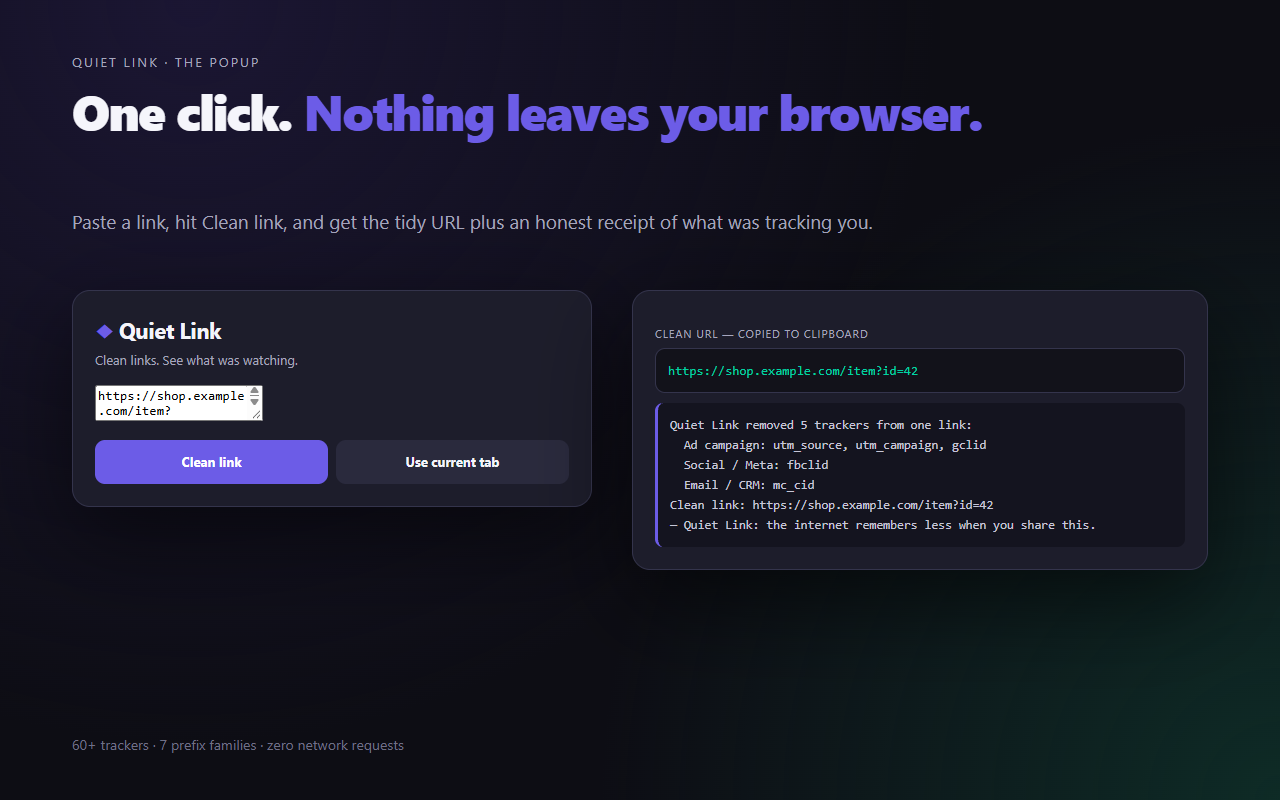 QUIET LINK · THE POPUP
One click. Nothing leaves your browser.
Paste a link, hit Clean link, and get the tidy URL plus an honest receipt of what was tracking you.
Quiet Link
Clean links. See what was watching.
https://shop.example
.com/item?
Clean link
Use current tab
CLEAN URL — COPIED TO CLIPBOARD
https://shop.example.com/item?id=42
Quiet Link removed 5 trackers from one link:
Ad campaign: utm_source, utm_campaign, gclid
Social / Meta: fbclid
Email / CRM: mc_cid
Clean link: https://shop.example.com/item?id=42
— Quiet Link: the internet remembers less when you share this.
60+ trackers · 7 prefix families · zero network requests